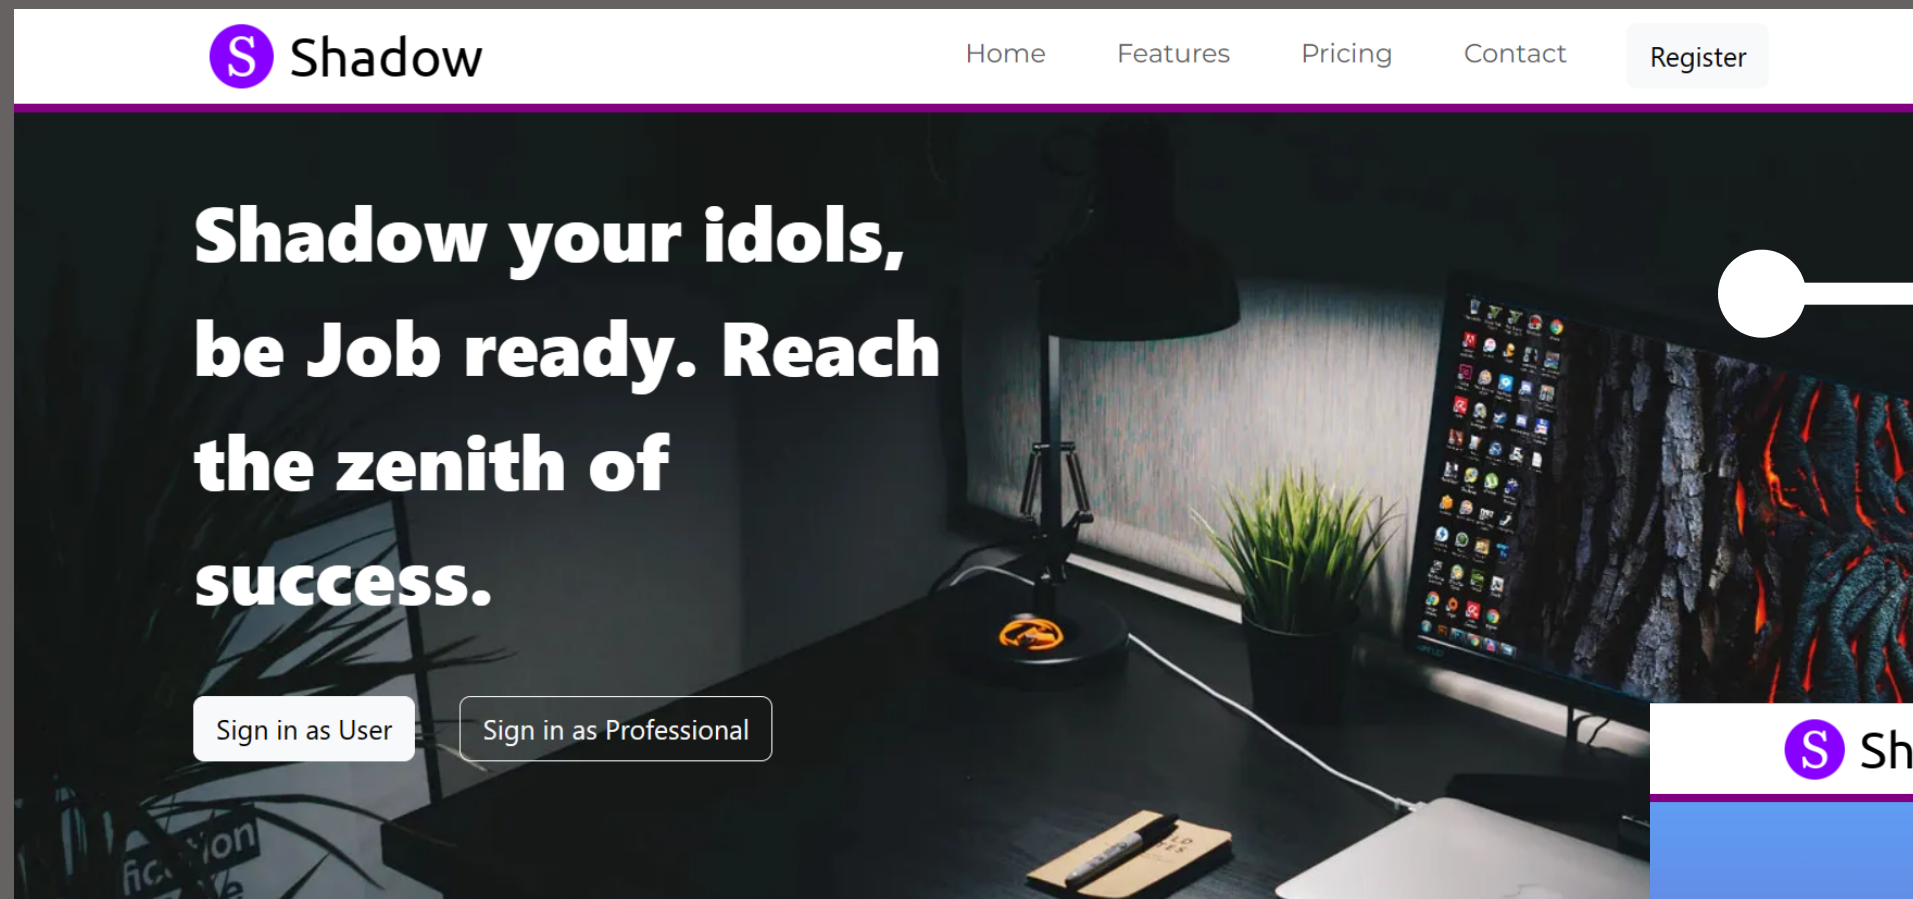 S Shadow
Home Features Pricing Contact Register
Shadow your idols,
be Job ready. Reach
the zenith of
success.
Sign in as User Sign in as Professional
S Sh